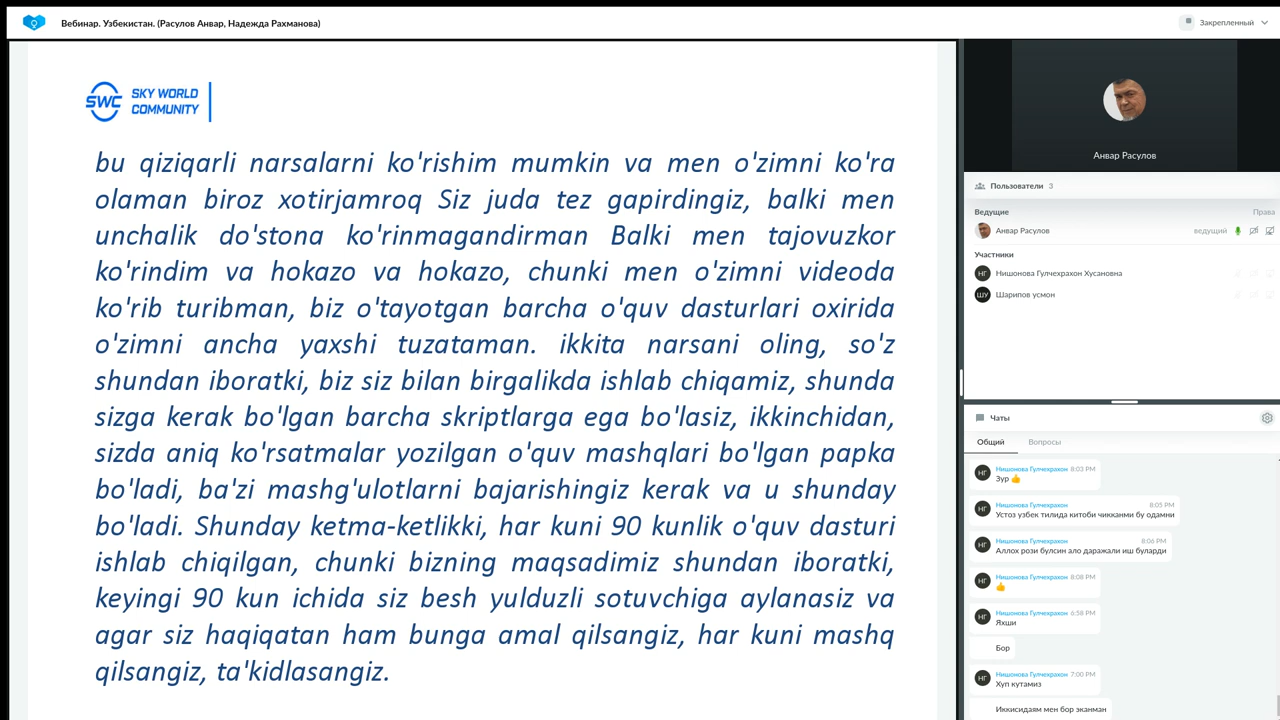 Вебинар. Узбекистан. (Расулов Анвар, Надежда Рахманова)
Закрепленный
SWC
SKY WORLD
COMMUNITY
bu qiziqarli narsalarni ko'rishim mumkin va men o'zimni ko'ra
olaman biroz xotirjamroq Siz juda tez gapirdingiz, balki men
unchalik do'stona ko'rinmagandirman Balki men tajovuzkor
ko'rindim va hokazo va hokazo, chunki men o'zimni videoda
ko'rib turibman, biz o'tayotgan barcha o'quv dasturlari oxirida
o'zimni ancha yaxshi tuzataman. ikkita narsani oling, so'z
shundan iboratki, biz siz bilan birgalikda ishlab chiqamiz, shunda
sizga kerak bo'lgan barcha skriptlarga ega bo'lasiz, ikkinchidan,
sizda aniq ko'rsatmalar yozilgan o'quv mashqlari bo'lgan papka
bo'ladi, ba'zi mashg'ulotlarni bajarishingiz kerak va u shunday
bo'ladi. Shunday ketma-ketlikki, har kuni 90 kunlik o'quv dasturi
ishlab chiqilgan, chunki bizning maqsadimiz shundan iboratki,
keyingi 90 kun ichida siz besh yulduzli sotuvchiga aylanasiz va
agar siz haqiqatan ham bunga amal qilsangiz, har kuni mashq
qilsangiz, ta'kidlasangiz.
Анвар Расулов
Пользователи 3
Ведущие Права
Анвар Расулов ведущий
Участники
НГ Нишонова Гулчехрахон Хусановна
ШУ Шарипов усмон
Чаты
Общий Вопросы
НГ Нишонова Гулчехрахон 8:03 PM
Зур 👍
НГ Нишонова Гулчехрахон 8:05 PM
Устоз узбек тилида китоби чикканми бу одамни
НГ Нишонова Гулчехрахон 8:06 PM
Аллох рози булсин ало даражали иш буларди
НГ Нишонова Гулчехрахон 8:08 PM
👍
НГ Нишонова Гулчехрахон 6:58 PM
Яхши
Бор
НГ Нишонова Гулчехрахон 7:00 PM
Хуп кутамиз
Иккисидаям мен бор эканман